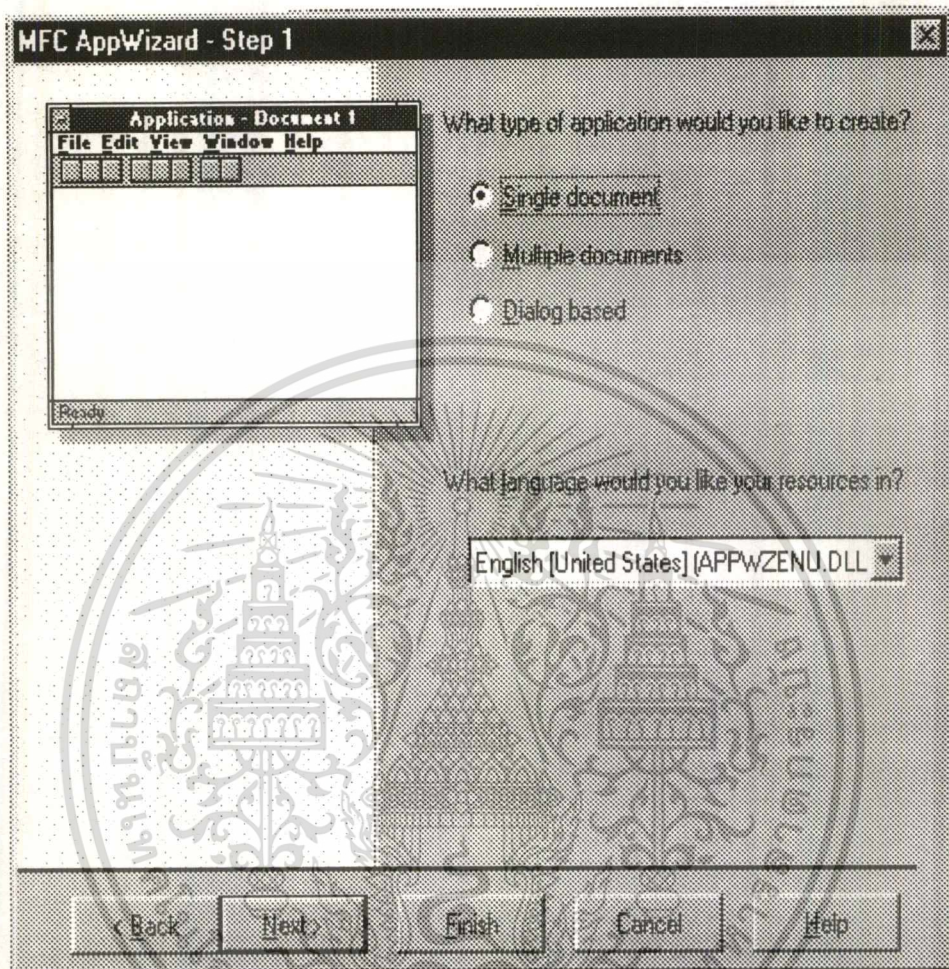 MFC AppWizard - Step 1
Application - Document 1
File Edit View Window Help
Ready
What type of application would you like to create?
Single document
Multiple documents
Dialog based
What language would you like your resources in?
English [United States] (APPWZENU.DLL
< Back
Next>
Finish
Cancel
Help